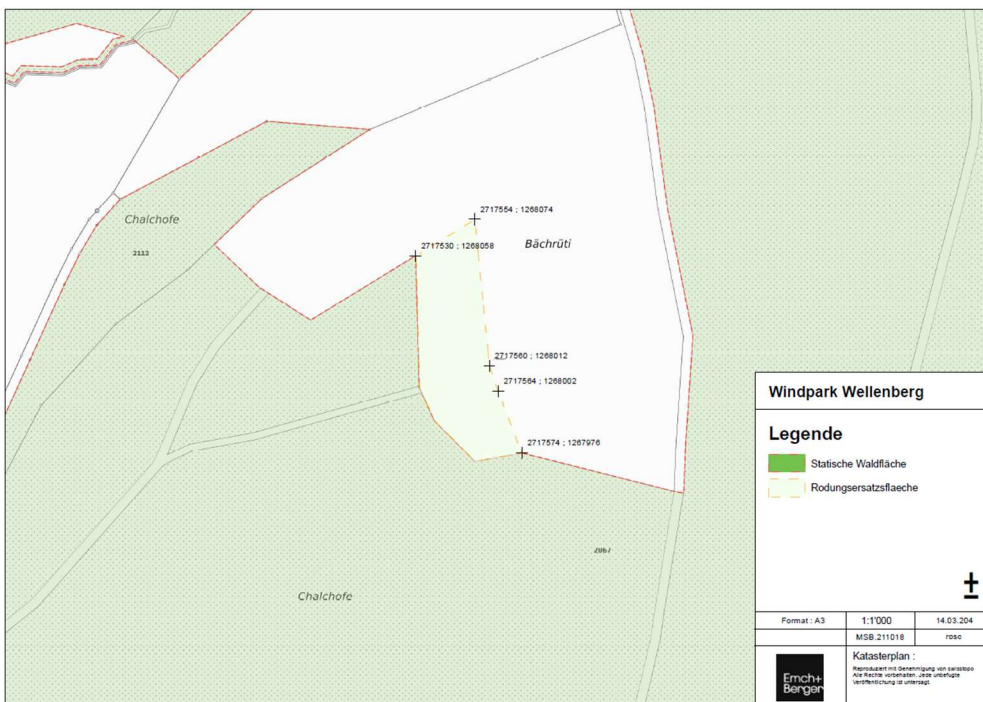 2717554 ; 1268074
Chalchofe
Bächrüti
2717530 ; 1268058
3113
2717560 ; 1268012
2717564 ; 1268002
2717574 ; 1267976
2067
Chalchofe
Windpark Wellenberg
Legende
Statische Waldfläche
Rodungsersatzsflaeche
Format : A3
1:1'000
14.03.204
MSB.211018
rosc
Emch+
Berger
Katasterplan :
Reproduziert mit Genehmigung von swisstopo
Alle Rechte vorbehalten. Jede unbefugte
Veröffentlichung ist untersagt.